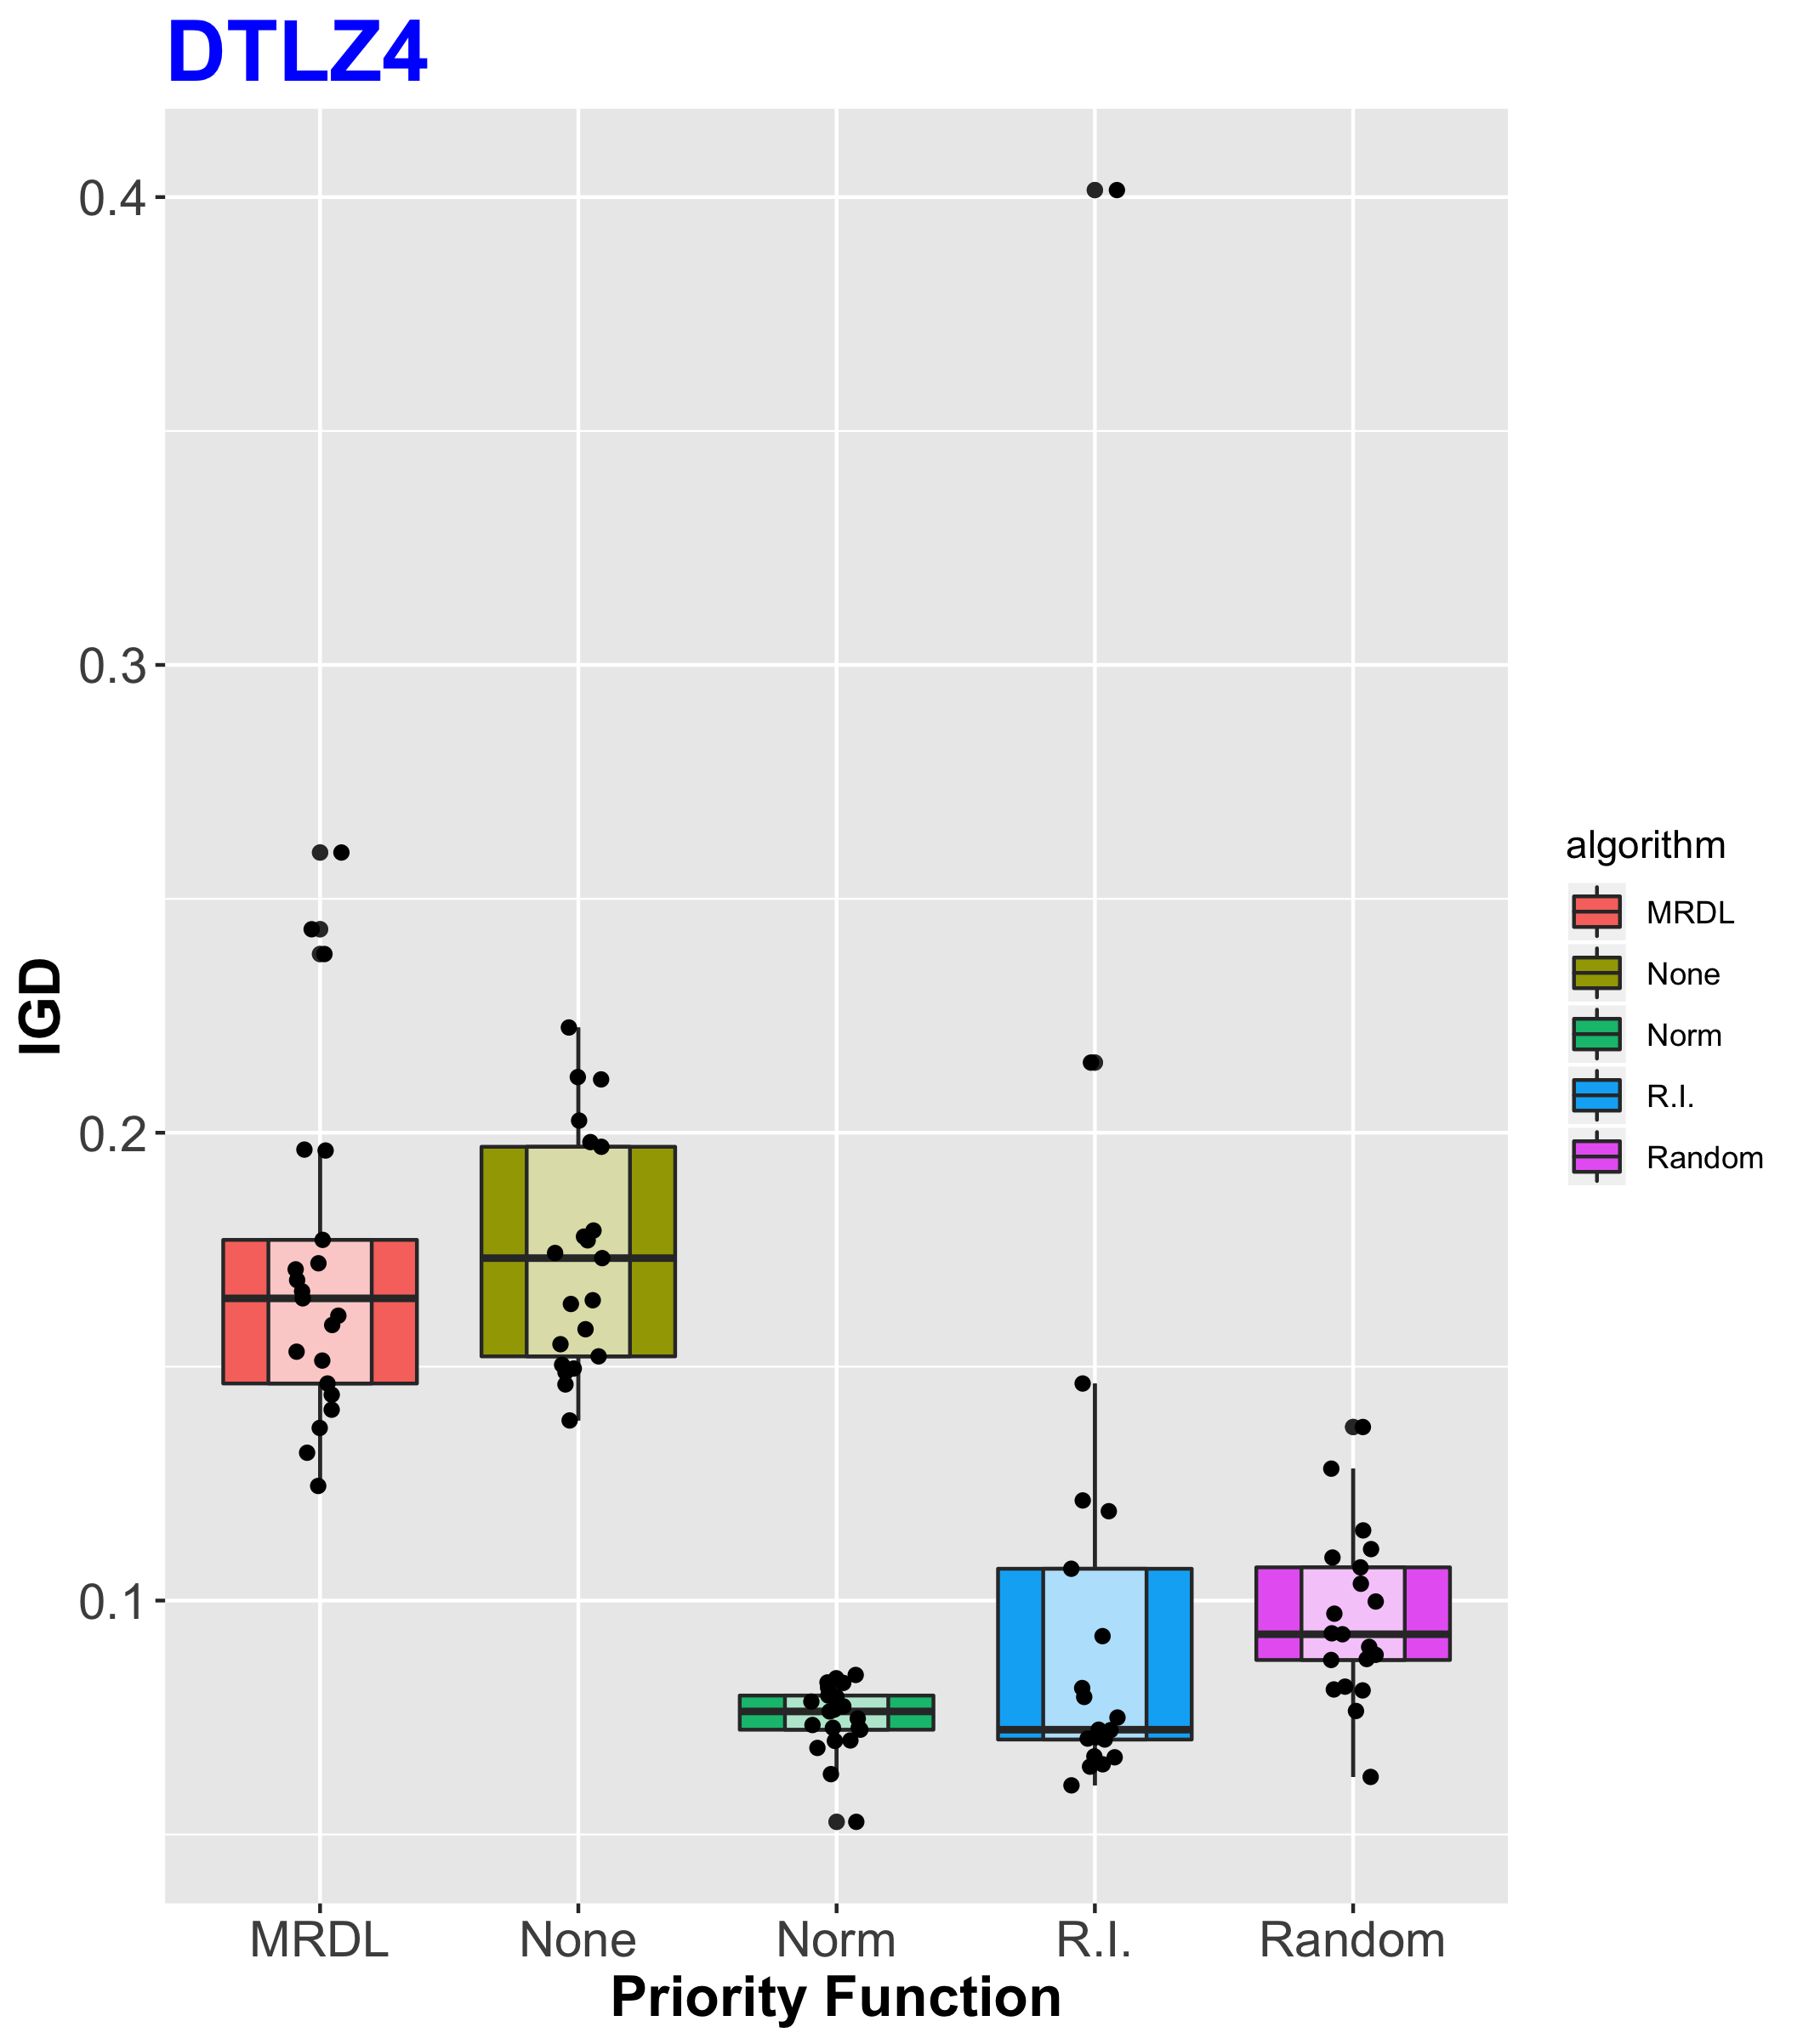 DTLZ4
0.4
0.3
0.2
0.1
IGD
MRDL None Norm R.I. Random
Priority Function
algorithm
MRDL
None
Norm
R.I.
Random